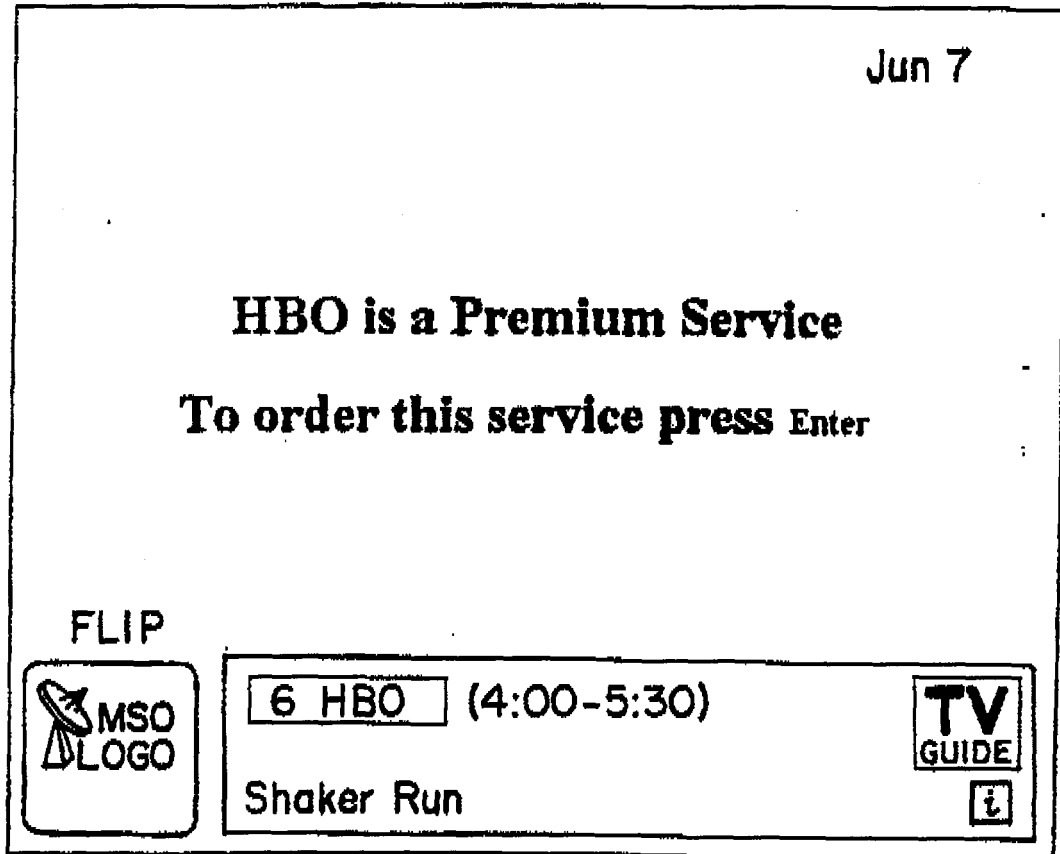 Jun 7
HBO is a Premium Service
To order this service press Enter
FLIP
MSO
LOGO
6 HBO (4:00-5:30)
TV
GUIDE
Shaker Run
i